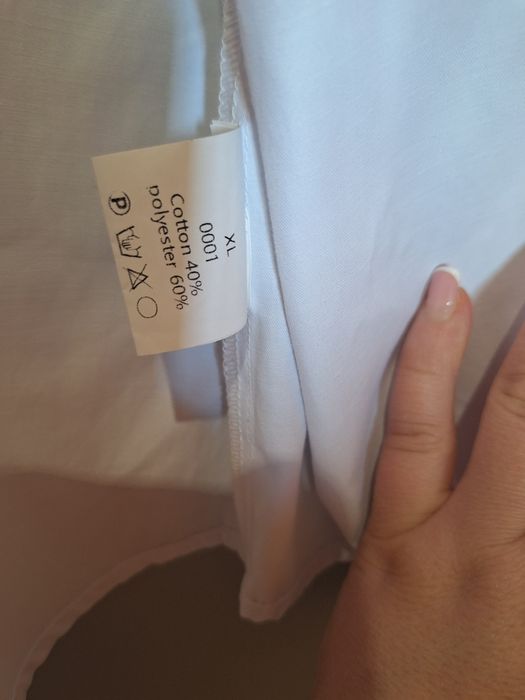 XL
0001
Cotton 40%
polyester 60%
P